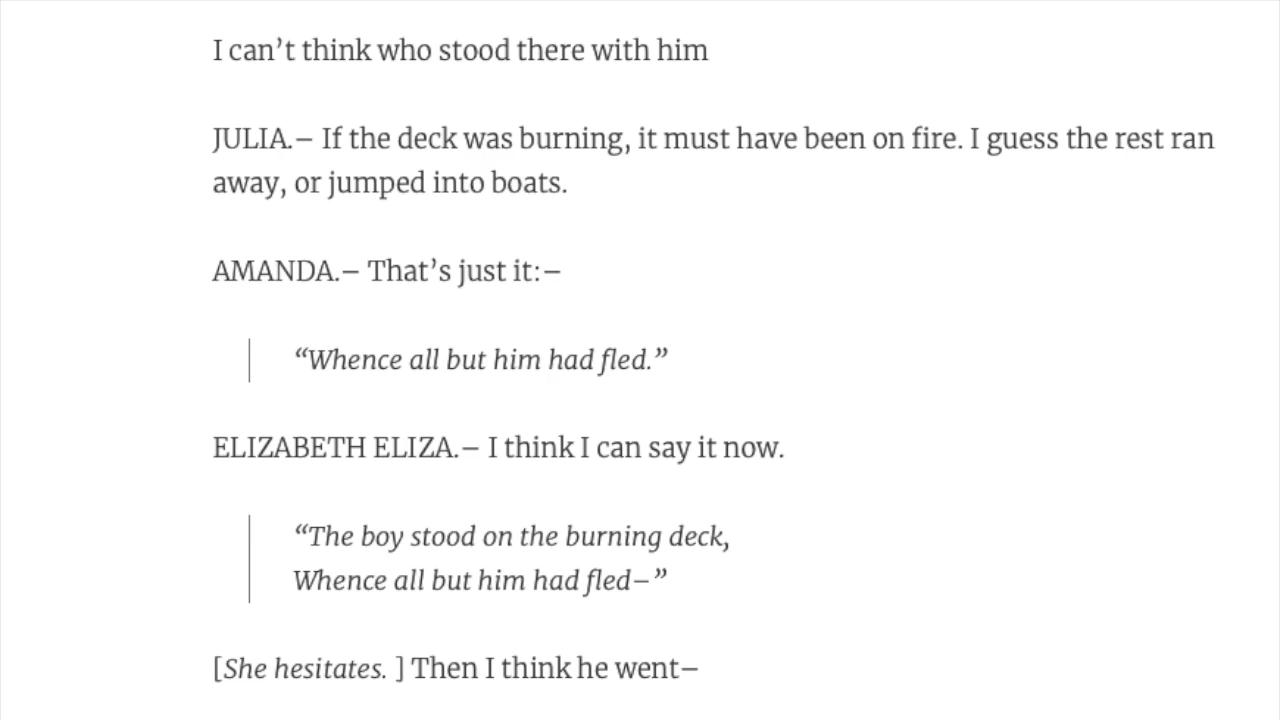 I can’t think who stood there with him
JULIA.– If the deck was burning, it must have been on fire. I guess the rest ran
away, or jumped into boats.
AMANDA.– That’s just it:–
“Whence all but him had fled.”
ELIZABETH ELIZA.– I think I can say it now.
“The boy stood on the burning deck,
Whence all but him had fled–”
[She hesitates. ] Then I think he went–